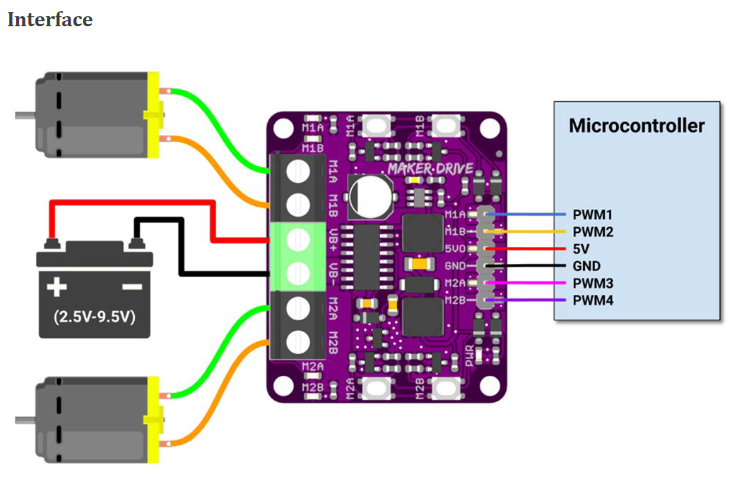 Interface
M1A
M1B
M1A
M1B
MAKER DRIVE
Microcontroller
M1A
M1B
VB+
VB-
M2A
M2B
M1A
M1B
5VO
GND
M2A
M2B
PWM1
PWM2
5V
GND
PWM3
PWM4
+ -
(2.5V-9.5V)
PWR
M2A
M2B
M2A
M2B